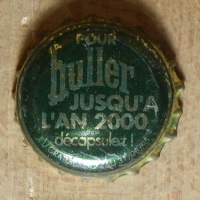 POUR
buller
JUSQU'A
L'AN 2000
décapsulez !